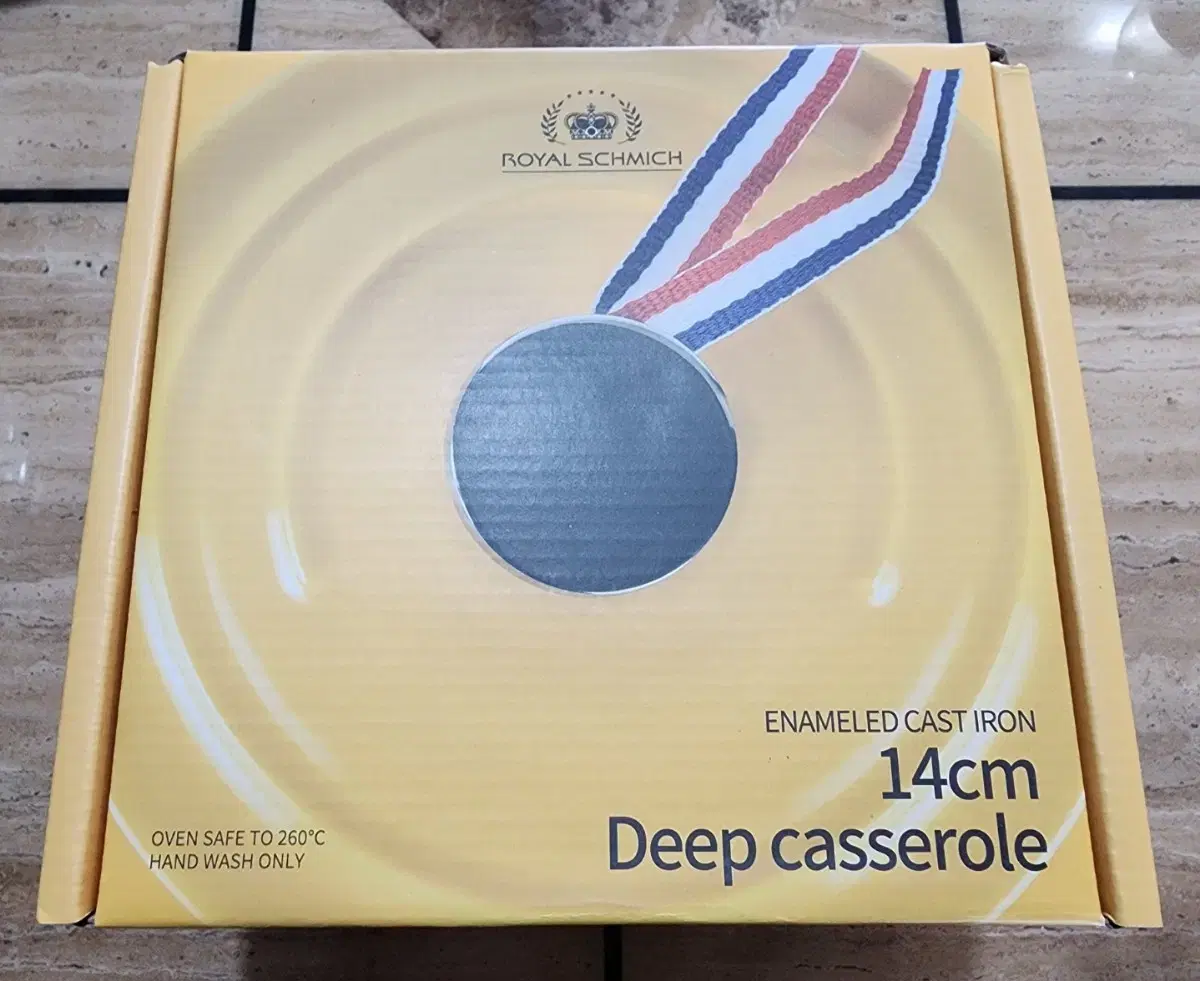 ROYAL SCHMICH
ENAMELED CAST IRON
14cm
Deep casserole
OVEN SAFE TO 260°C
HAND WASH ONLY